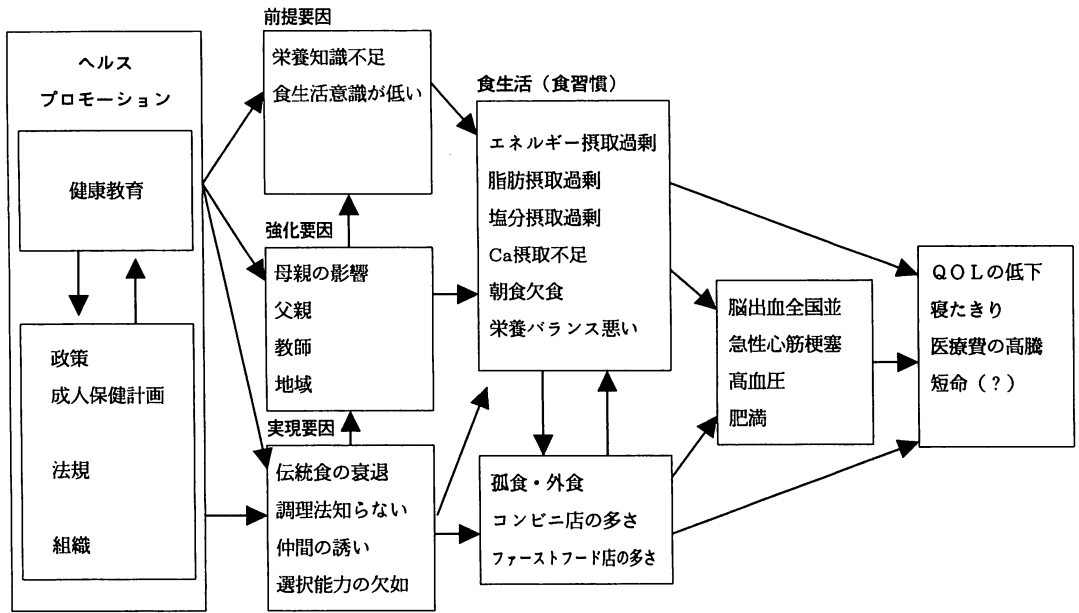 ヘルス
プロモーション
健康教育
政策
成人保健計画
法規
組織
前提要因
栄養知識不足
食生活意識が低い
強化要因
母親の影響
父親
教師
地域
実現要因
伝統食の衰退
調理法知らない
仲間の誘い
選択能力の欠如
食生活(食習慣)
エネルギー摂取過剰
脂肪摂取過剰
塩分摂取過剰
Ca摂取不足
朝食欠食
栄養バランス悪い
孤食・外食
コンビニ店の多さ
ファーストフード店の多さ
脳出血全国並
急性心筋梗塞
高血圧
肥満
QOLの低下
寝たきり
医療費の高騰
短命(?)